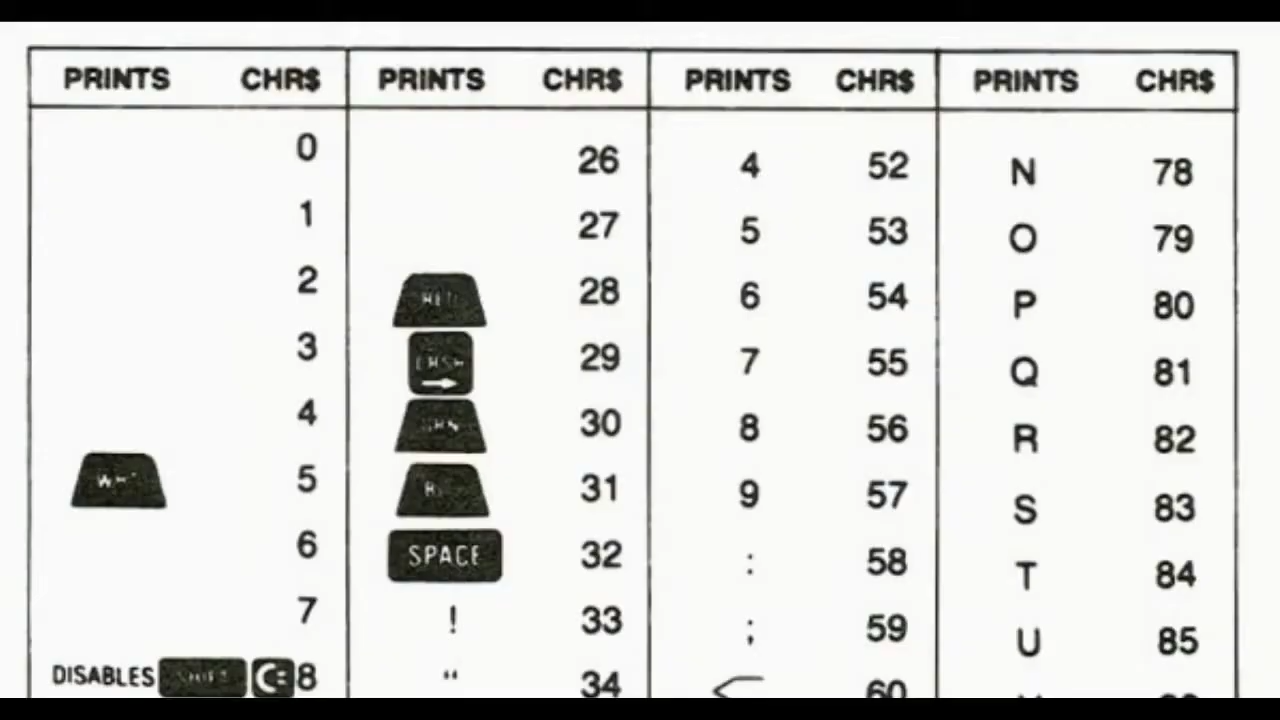 PRINTS CHR$ PRINTS CHR$ PRINTS CHR$ PRINTS CHR$
0 26 4 52 N 78
1 27 5 53 O 79
2 28 6 54 P 80
3 29 7 55 Q 81
4 30 8 56 R 82
5 31 9 57 S 83
6 SPACE 32 : 58 T 84
7 ! 33 ; 59 U 85
DISABLES 8 “ 34 < 60